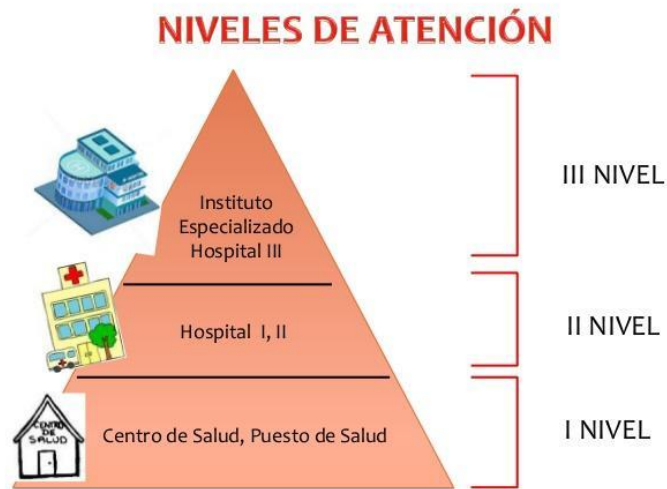 NIVELES DE ATENCIÓN
Instituto
Especializado
Hospital III
III NIVEL
Hospital I, II
II NIVEL
CENTRO
DE
SALUD
Centro de Salud, Puesto de Salud
I NIVEL